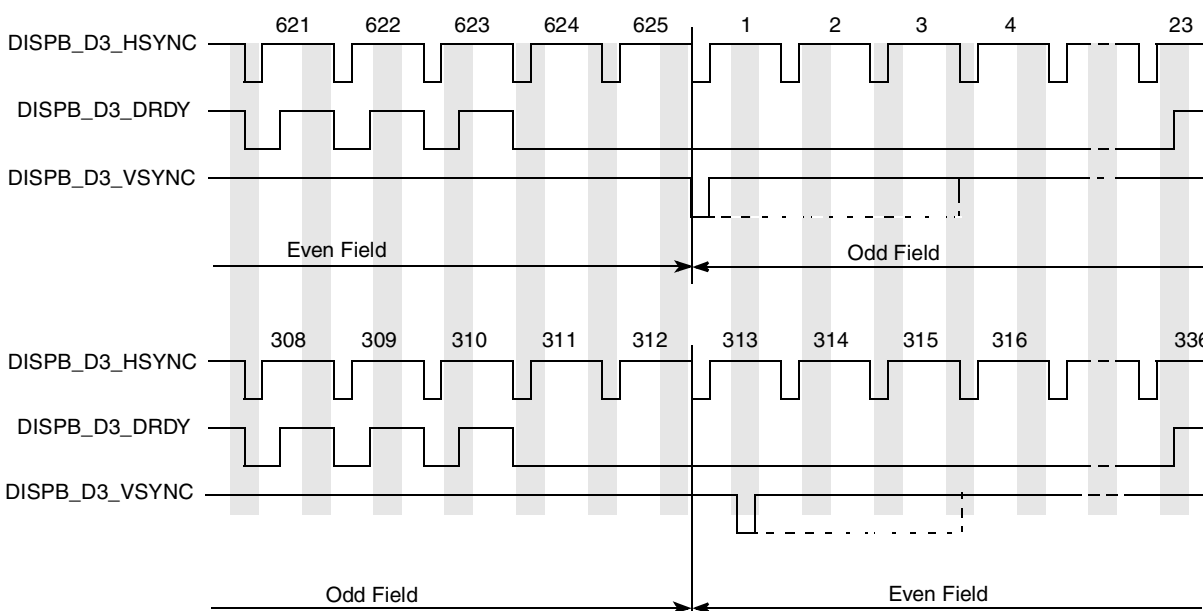 621 622 623 624 625 1 2 3 4 23
DISPB_D3_HSYNC
DISPB_D3_DRDY
DISPB_D3_VSYNC
Even Field Odd Field
308 309 310 311 312 313 314 315 316 336
DISPB_D3_HSYNC
DISPB_D3_DRDY
DISPB_D3_VSYNC
Odd Field Even Field